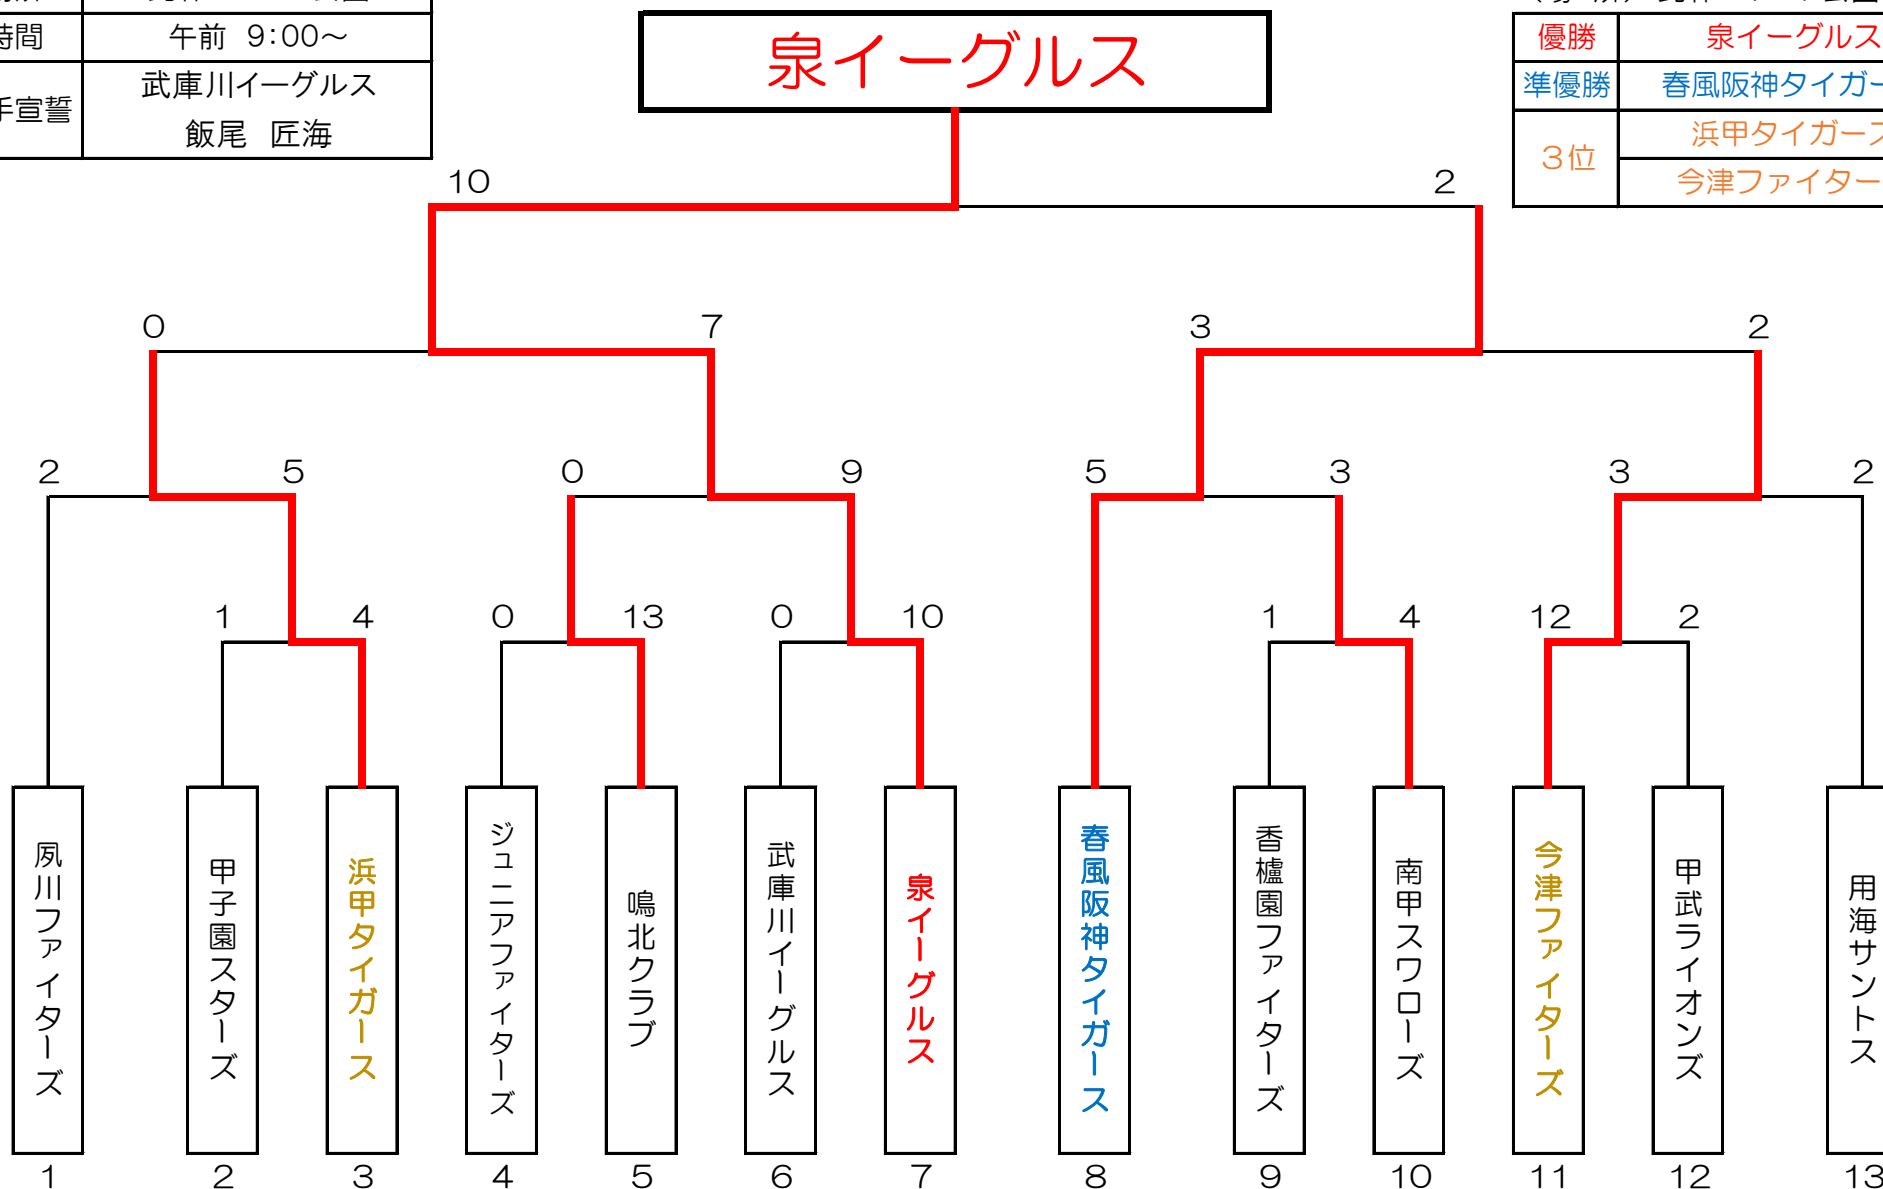 時間 午前 9:00～
手宣誓 武庫川イーグルス
飯尾 匠海
泉イーグルス
優勝 泉イーグルス
準優勝 春風阪神タイガー
3位 浜甲タイガース
今津ファイター
10 2
0 7 3 2
2 5 0 9 5 3 3 2
1 4 0 13 0 10 1 4 12 2
夙川ファイターズ
甲子園スターズ
浜甲タイガース
ジュニアファイターズ
鳴北クラブ
武庫川イーグルス
泉イーグルス
春風阪神タイガース
香櫨園ファイターズ
南甲スワローズ
今津ファイターズ
甲武ライオンズ
用海サントス
1 2 3 4 5 6 7 8 9 10 11 12 13